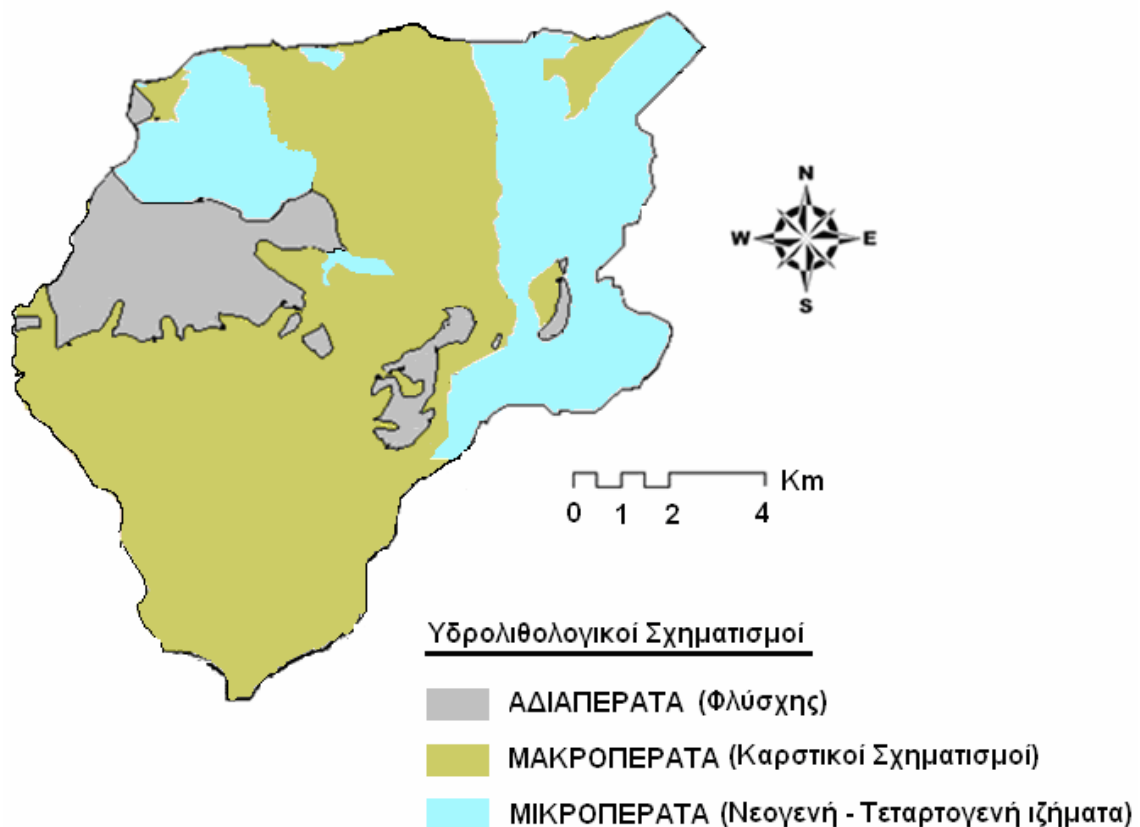 N
W E
S
Km
0 1 2 4
Υδρολιθολογικοί Σχηματισμοί
ΑΔΙΑΠΕΡΑΤΑ (Φλύσχης)
ΜΑΚΡΟΠΕΡΑΤΑ (Καρστικοί Σχηματισμοί)
ΜΙΚΡΟΠΕΡΑΤΑ (Νεογενή - Τεταρτογενή ιζήματα)